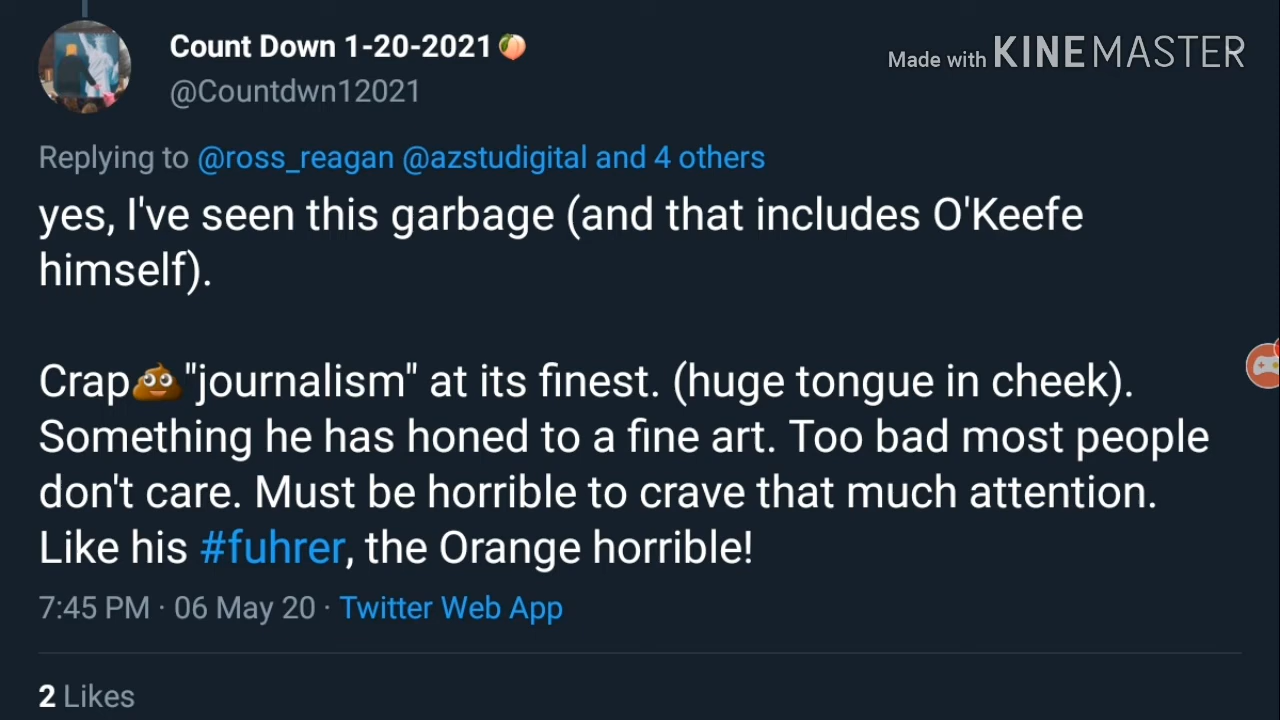 Count Down 1-20-2021🍑
Made with KINEMASTER
@Countdwn12021
Replying to @ross_reagan @azstudigital and 4 others
yes, I've seen this garbage (and that includes O'Keefe
himself).
Crap💩"journalism" at its finest. (huge tongue in cheek).
Something he has honed to a fine art. Too bad most people
don't care. Must be horrible to crave that much attention.
Like his #fuhrer, the Orange horrible!
7:45 PM · 06 May 20 · Twitter Web App
2 Likes